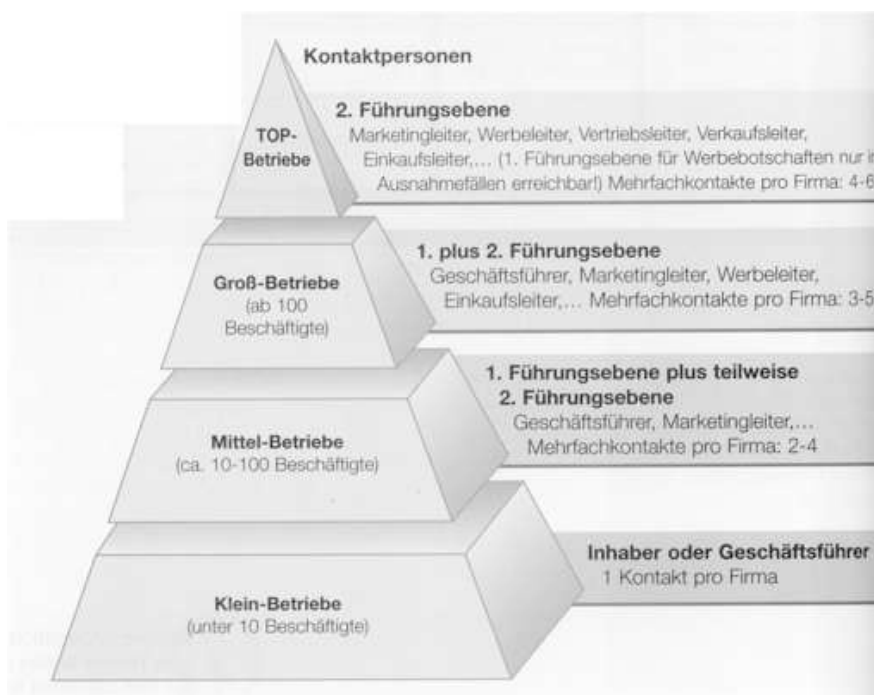 Kontaktpersonen
TOP-
Betriebe
2. Führungsebene
Marketingleiter, Werbeleiter, Vertriebsleiter, Verkaufsleiter,
Einkaufsleiter,... (1. Führungsebene für Werbebotschaften nur
Ausnahmefällen erreichbar!) Mehrfachkontakte pro Firma: 4-6
Groß-Betriebe
(ab 100
Beschäftigte)
1. plus 2. Führungsebene
Geschäftsführer, Marketingleiter, Werbeleiter,
Einkaufsleiter,... Mehrfachkontakte pro Firma: 3-5
Mittel-Betriebe
(ca. 10-100 Beschäftigte)
1. Führungsebene plus teilweise
2. Führungsebene
Geschäftsführer, Marketingleiter,...
Mehrfachkontakte pro Firma: 2-4
Klein-Betriebe
(unter 10 Beschäftigte)
Inhaber oder Geschäftsführer
1 Kontakt pro Firma